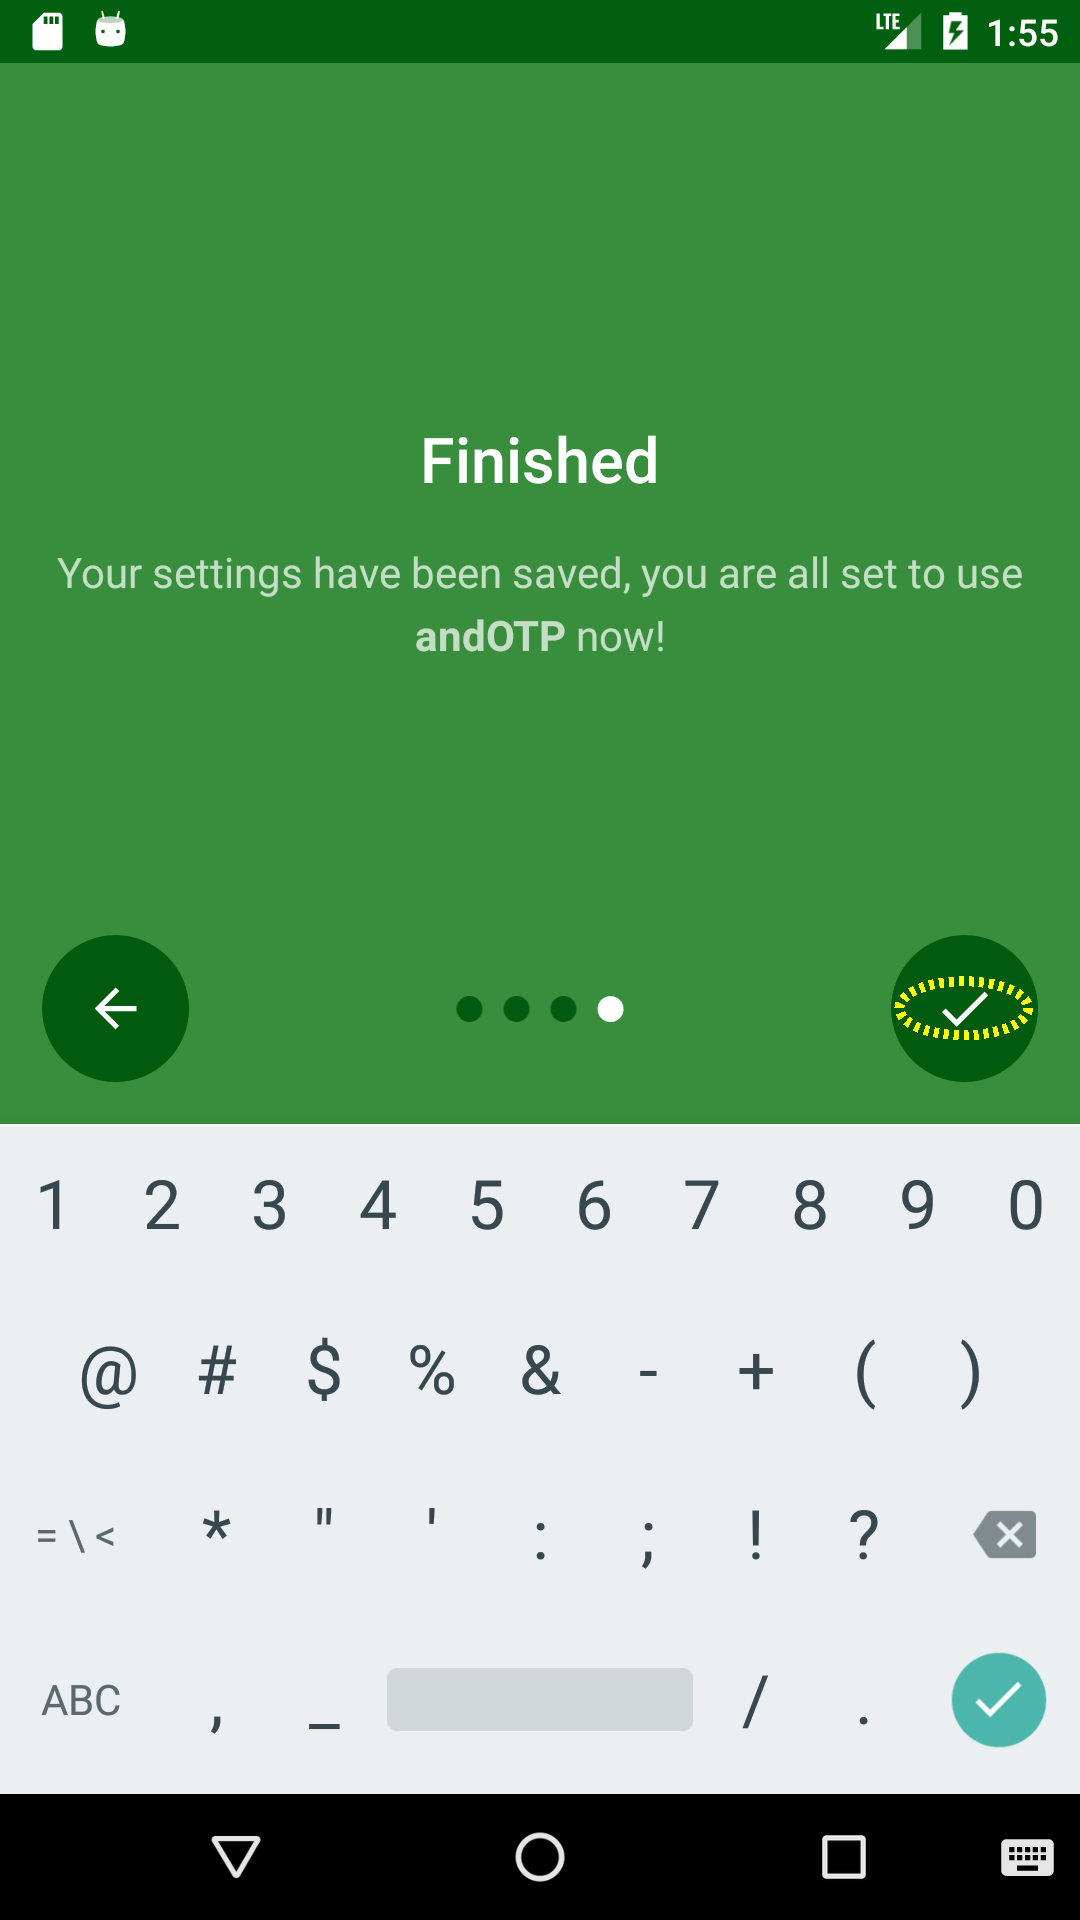 LTE 1:55
Finished
Your settings have been saved, you are all set to use
andOTP now!
1 2 3 4 5 6 7 8 9 0
@ # $ % & - + ( )
= \ < * " ' : ; ! ?
ABC , _ / .